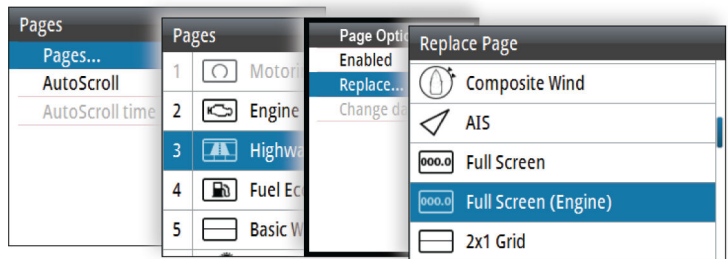 Pages
Pages...
AutoScroll
AutoScroll time
Pages
1 Motori
2 Engine
3 Highwa
4 Fuel Ec
5 Basic W
Page Optio
Enabled
Replace...
Change da
Replace Page
Composite Wind
AIS
000.0 Full Screen
000.0 Full Screen (Engine)
2x1 Grid